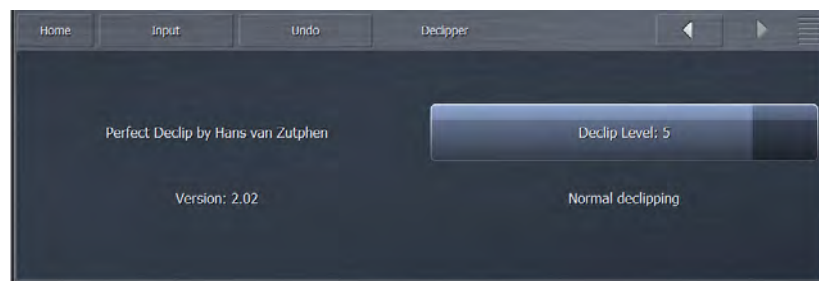 Home Input Undo Declipper
Perfect Declip by Hans van Zutphen Declip Level: 5
Version: 2.02 Normal declipping